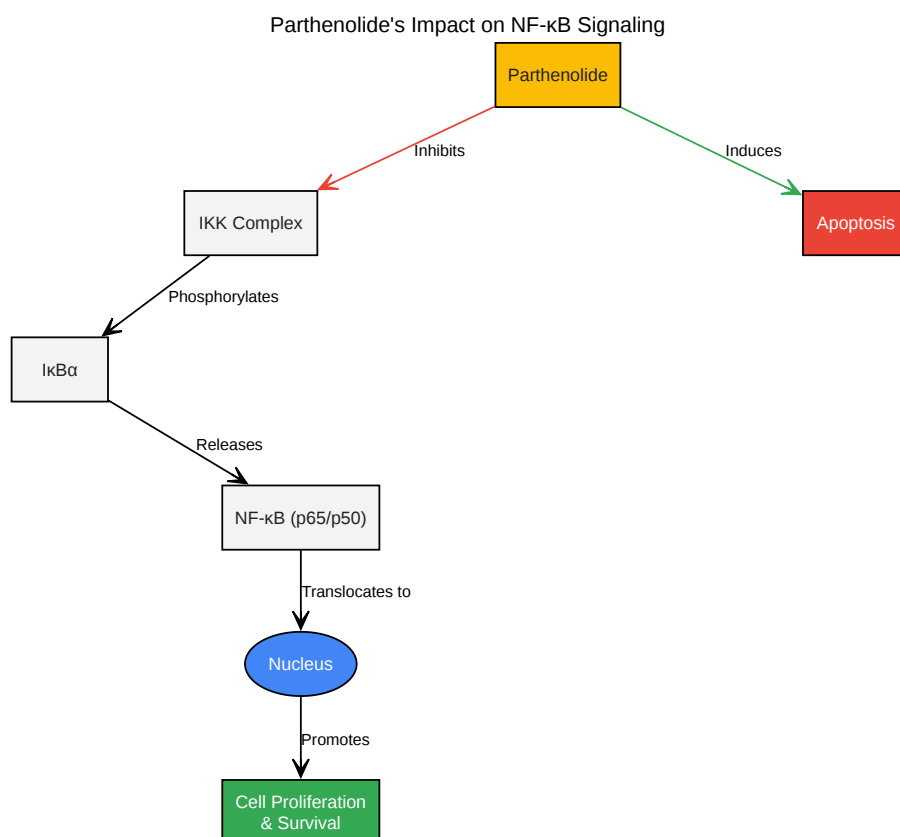 Parthenolide's Impact on NF-κB Signaling
Parthenolide
Inhibits
Induces
IKK Complex
Apoptosis
Phosphorylates
IκBα
Releases
NF-κB (p65/p50)
Translocates to
Nucleus
Promotes
Cell Proliferation
& Survival